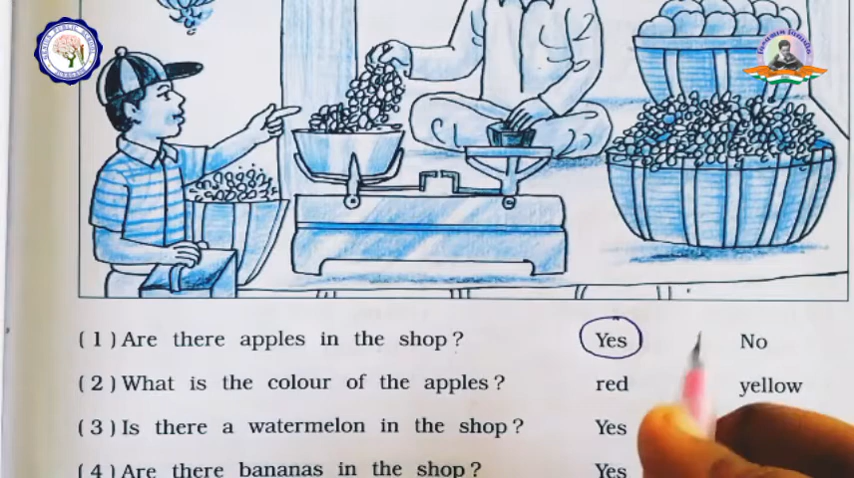 ( 1 ) Are there apples in the shop ? Yes No
( 2 ) What is the colour of the apples ? red yellow
( 3 ) Is there a watermelon in the shop ? Yes
( 4 ) Are there bananas in the shop ? Yes